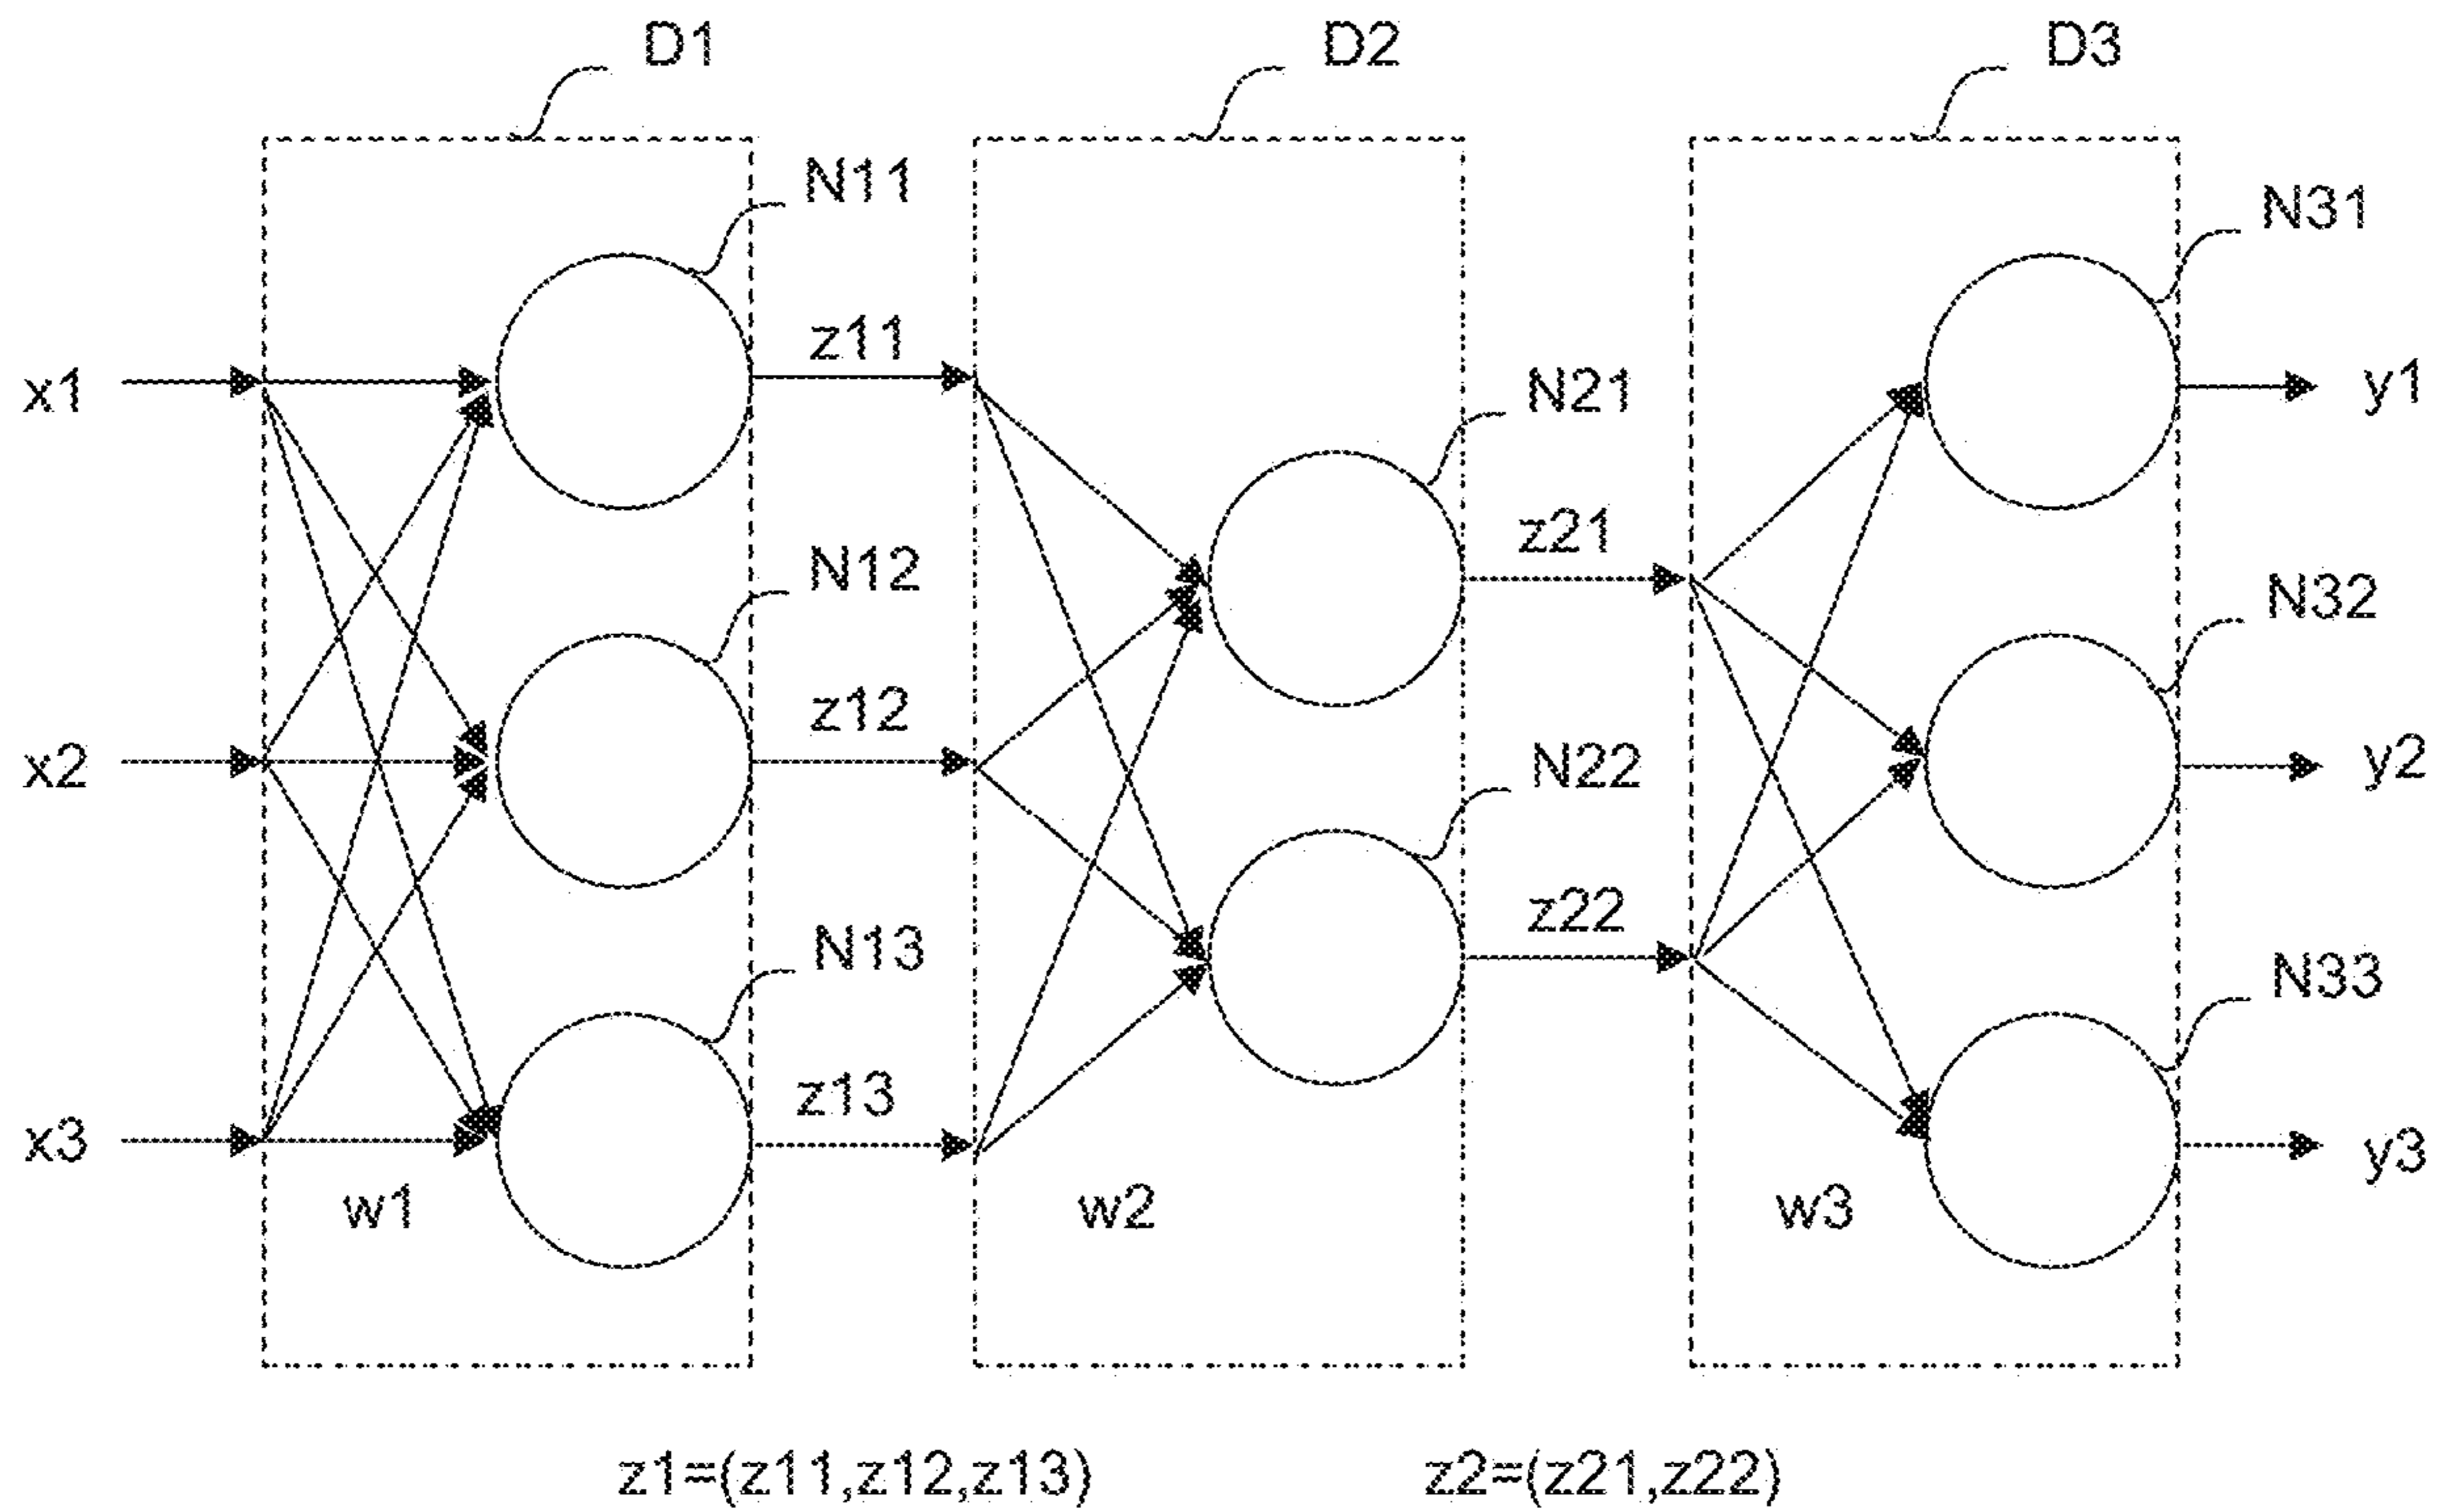 D1 D2 D3
N11
N31
z11
x1
N21
y1
z21
N12
N32
z12
x2
N22
y2
z22
N13
N33
z13
x3
y3
w1 w2 w3
z1=(z11,z12,z13) z2=(z21,z22)